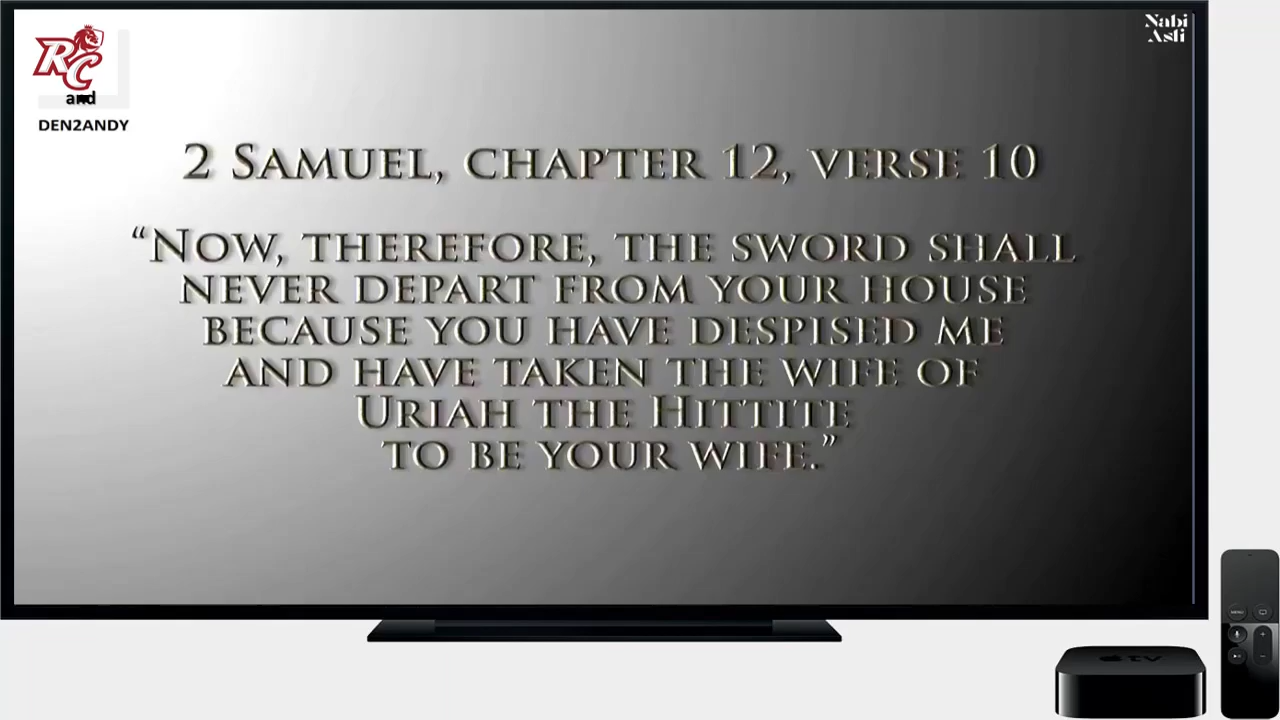 RC
and
DEN2ANDY
Nabi
Asli
2 Samuel, chapter 12, verse 10
“Now, therefore, the sword shall
never depart from your house
because you have despised me
and have taken the wife of
Uriah the Hittite
to be your wife.”
MENU
tv